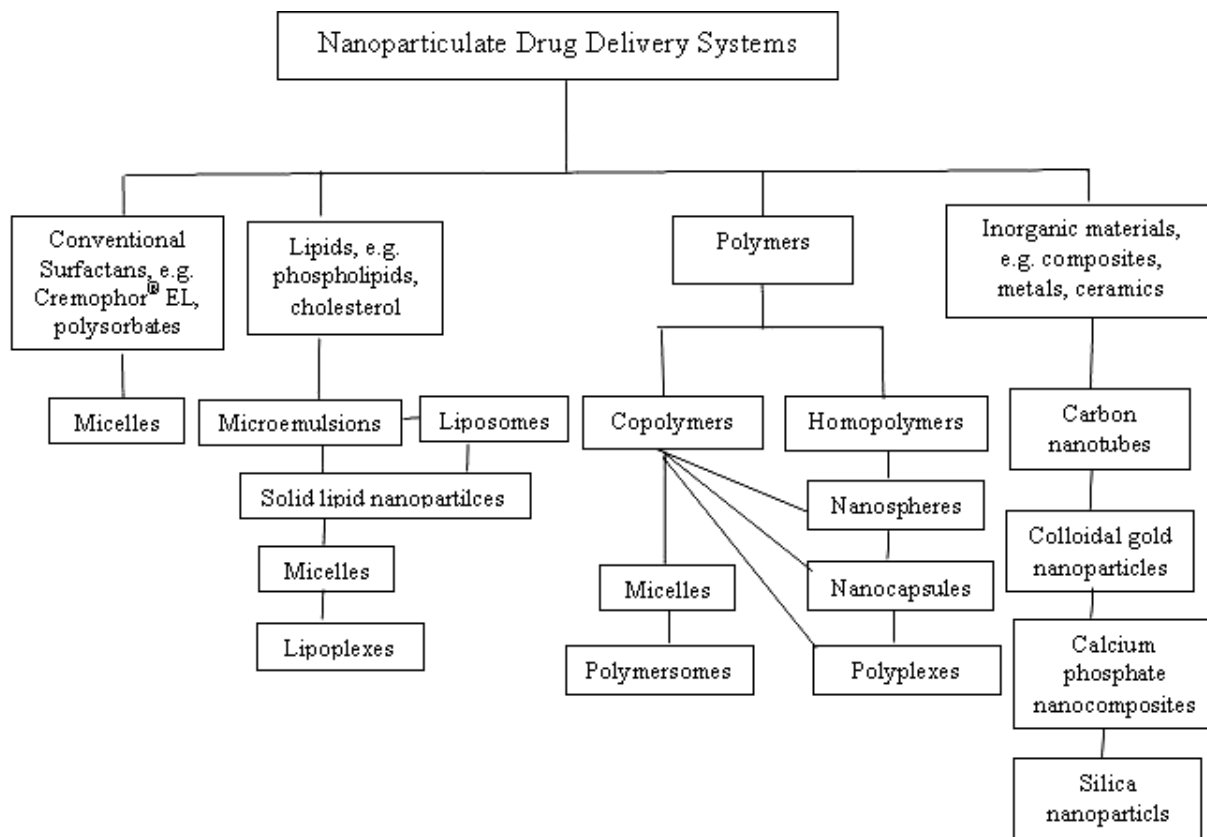 Nanoparticulate Drug Delivery Systems
Conventional
Surfactans, e.g.
Cremophor® EL,
polysorbates
Lipids, e.g.
phospholipids,
cholesterol
Polymers
Inorganic materials,
e.g. composites,
metals, ceramics
Micelles
Microemulsions
Liposomes
Copolymers
Homopolymers
Carbon
nanotubes
Solid lipid nanopartilces
Nanospheres
Colloidal gold
nanoparticles
Micelles
Micelles
Nanocapsules
Lipoplexes
Polymersomes
Polyplexes
Calcium
phosphate
nanocomposites
Silica
nanoparticls